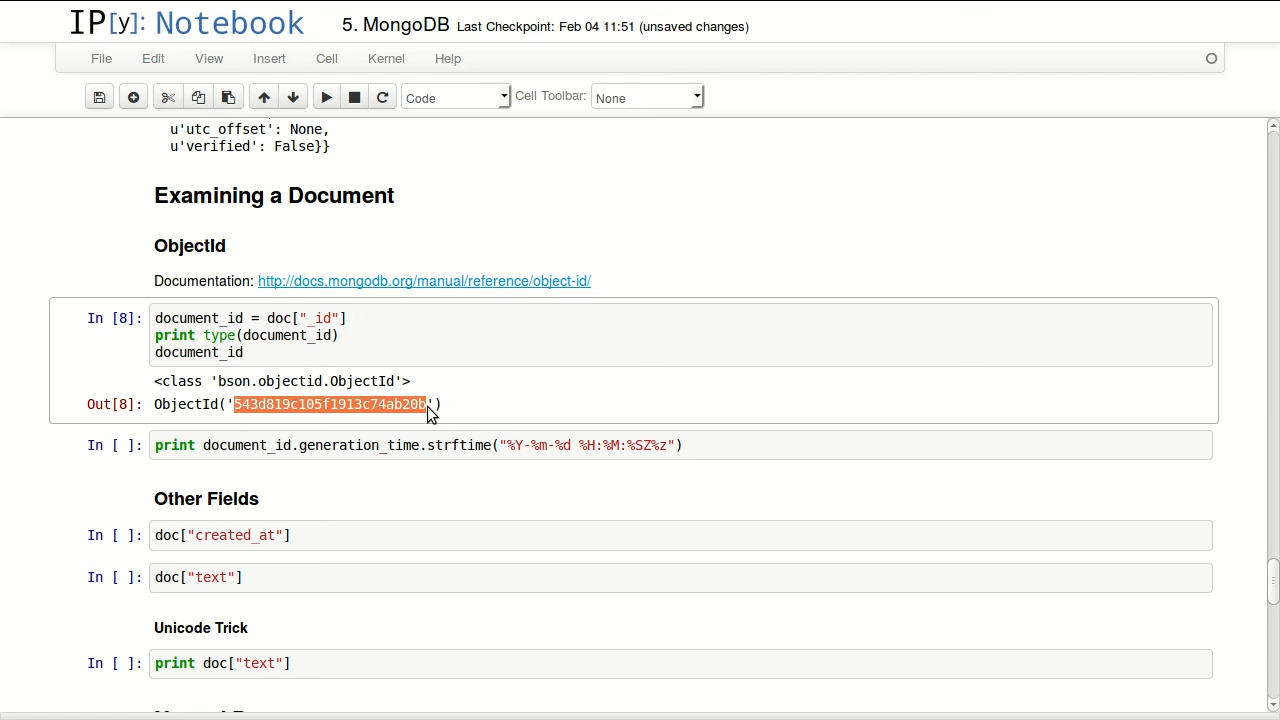 IP[y]: Notebook 5. MongoDB Last Checkpoint: Feb 04 11:51 (unsaved changes)
File Edit View Insert Cell Kernel Help
Code Cell Toolbar: None
u'utc_offset': None,
u'verified': False}}
Examining a Document
ObjectId
Documentation: http://docs.mongodb.org/manual/reference/object-id/
In [8]: document_id = doc["_id"]
print type(document_id)
document_id
<class 'bson.objectid.ObjectId'>
Out[8]: ObjectId('543d819c105f1913c74ab20b')
In [ ]: print document_id.generation_time.strftime("%Y-%m-%d %H:%M:%SZ%z")
Other Fields
In [ ]: doc["created_at"]
In [ ]: doc["text"]
Unicode Trick
In [ ]: print doc["text"]